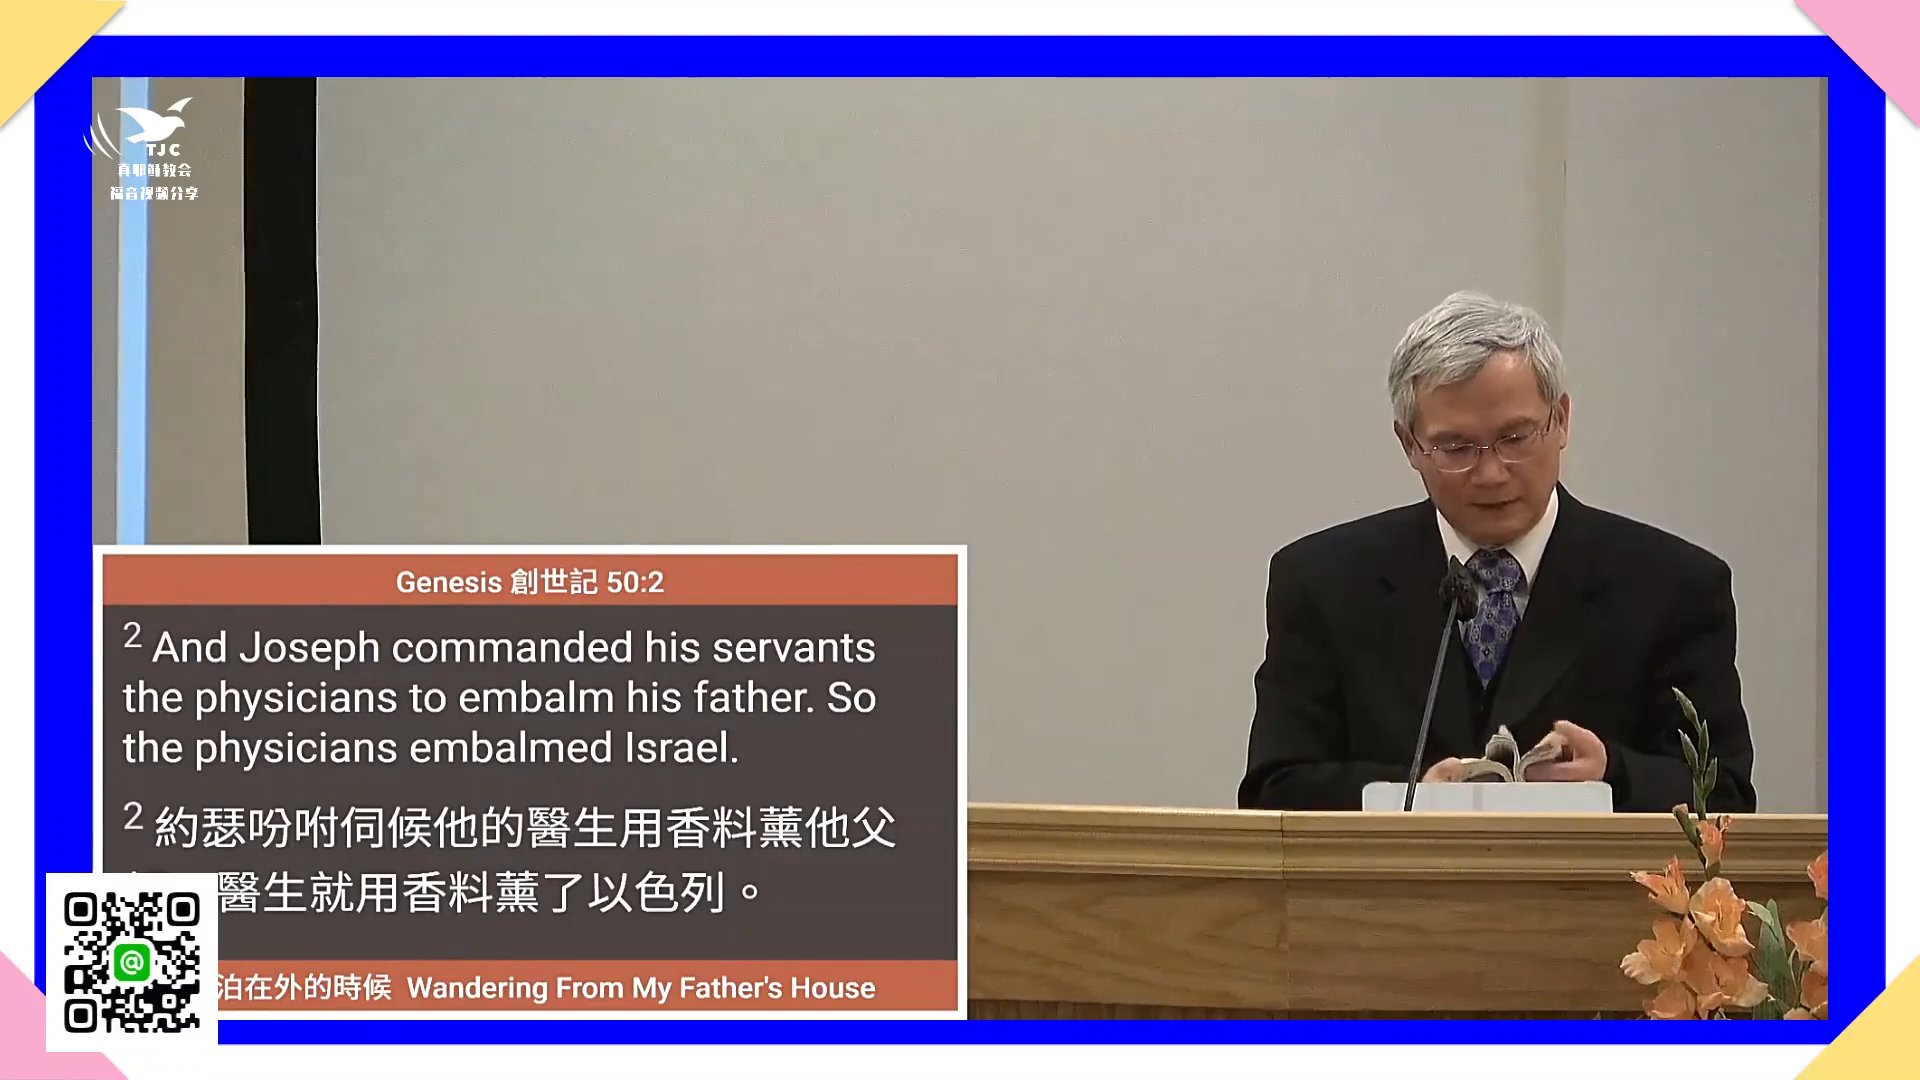 TJC
真耶穌教会
福音视频分享
Genesis 創世記 50:2
2 And Joseph commanded his servants
the physicians to embalm his father. So
the physicians embalmed Israel.
2 約瑟吩咐伺候他的醫生用香料薰他父
醫生就用香料薰了以色列。
泊在外的時候 Wandering From My Father's House